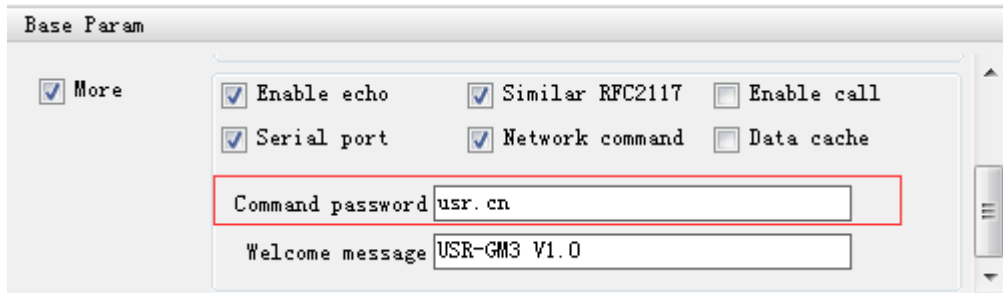 Base Param
More
Enable echo Similar RFC2117 Enable call
Serial port Network command Data cache
Command password usr.cn
Welcome message USR-GM3 V1.0